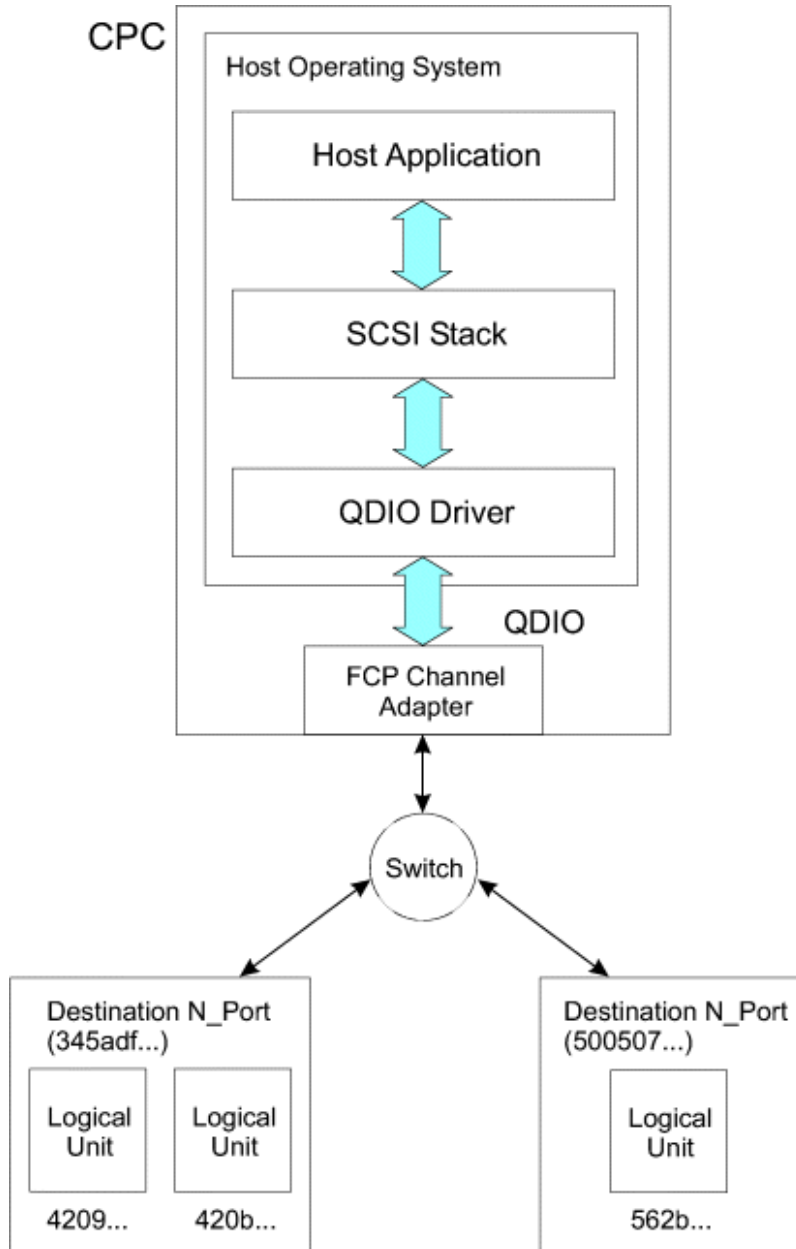 CPC
Host Operating System
Host Application
SCSI Stack
QDIO Driver
QDIO
FCP Channel
Adapter
Switch
Destination N_Port
(345adf...)
Logical
Unit
Logical
Unit
4209...
420b...
Destination N_Port
(500507...)
Logical
Unit
562b...